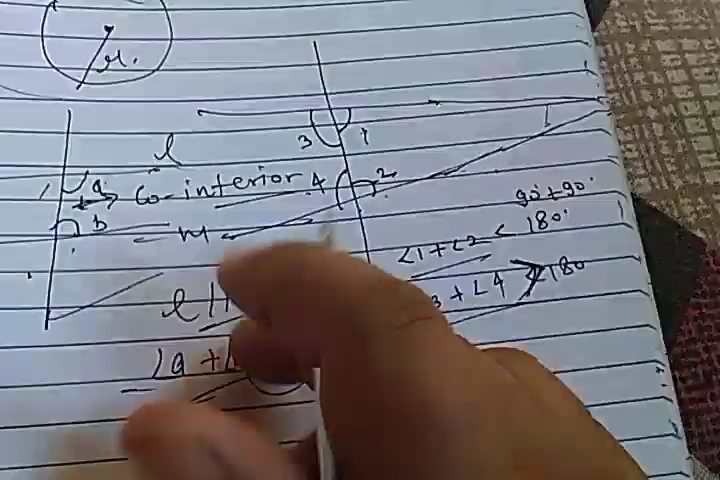 r.
3 1
l
a Co-interior 4 2
90°+90°
b m
∠1+∠2 < 180°
3 + ∠4 > 180
l ||
∠a +